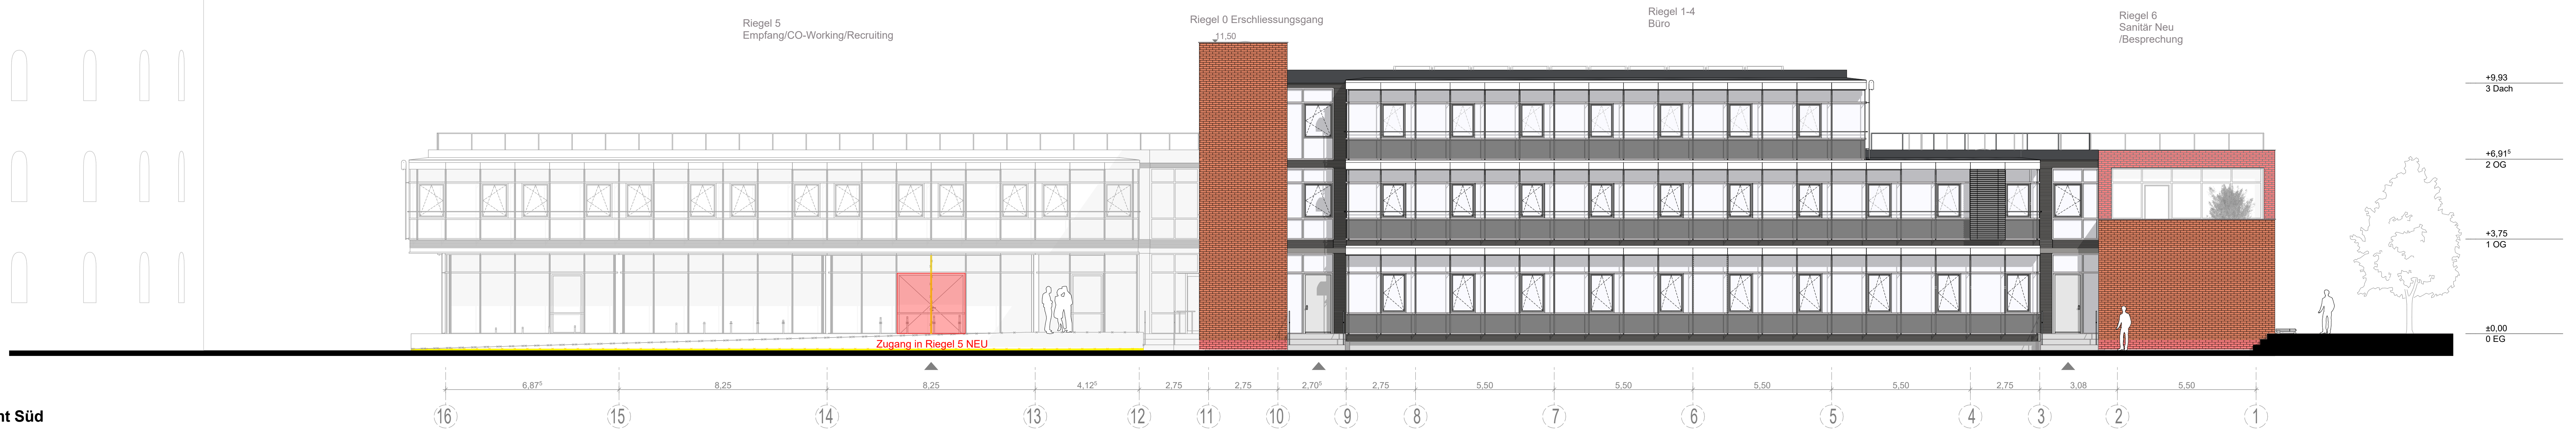 Riegel 5
Empfang/CO-Working/Recruiting
Riegel 0 Erschliessungsgang
11,50
Riegel 1-4
Büro
Riegel 6
Sanitär Neu
/Besprechung
+9,93
3 Dach
+6,91⁵
2 OG
+3,75
1 OG
±0,00
0 EG
Zugang in Riegel 5 NEU
6,87⁵ 8,25 8,25 4,12⁵ 2,75 2,75 2,70⁵ 2,75 5,50 5,50 5,50 5,50 2,75 3,08 5,50
16 15 14 13 12 11 10 9 8 7 6 5 4 3 2 1
nt Süd